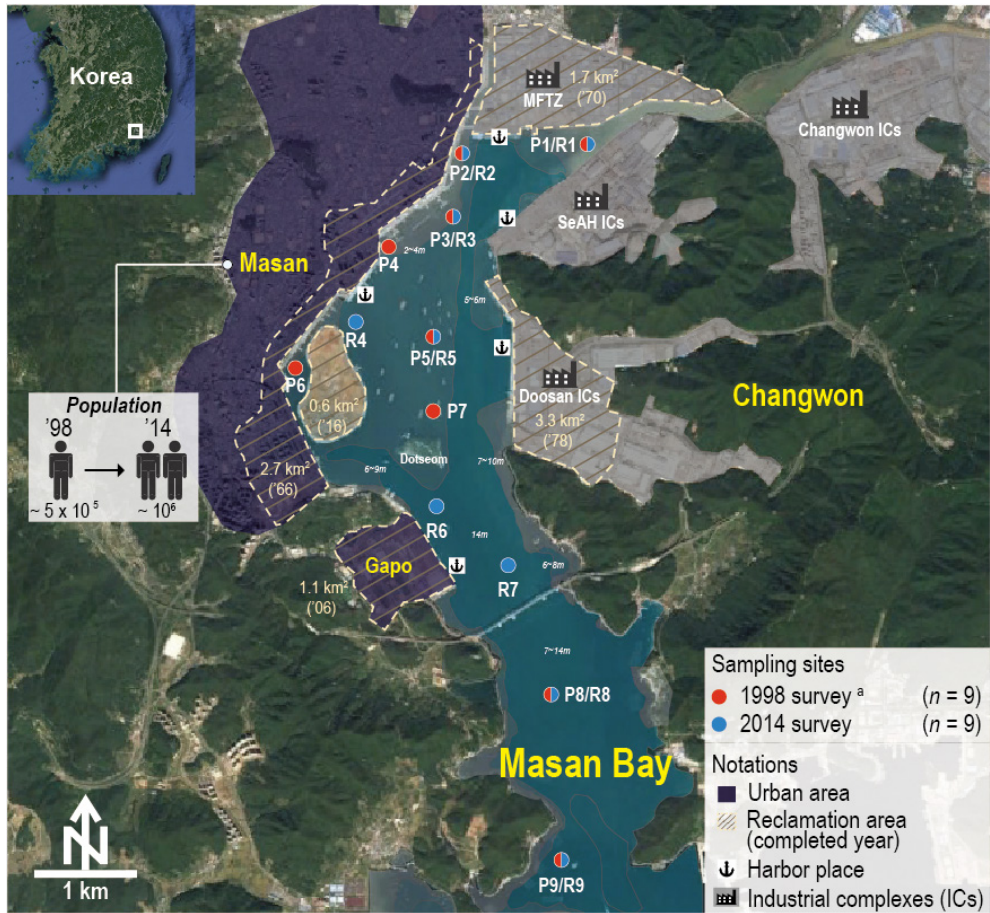 Korea
MFTZ
1.7 km²
('70)
Changwon ICs
P1/R1
P2/R2
SeAH ICs
P3/R3
P4
2~4m
Masan
5~6m
R4
P5/R5
P6
Doosan ICs
3.3 km²
('78)
Changwon
0.6 km²
('16)
P7
Population
'98
'14
~ 5 x 10⁵
~ 10⁶
Dotseom
2.7 km²
('66)
6~9m
7~10m
R6
14m
Gapo
6~8m
R7
1.1 km²
('06)
7~14m
P8/R8
Masan Bay
P9/R9
N
1 km
Sampling sites
1998 survey ᵃ (n = 9)
2014 survey (n = 9)
Notations
Urban area
Reclamation area
(completed year)
Harbor place
Industrial complexes (ICs)